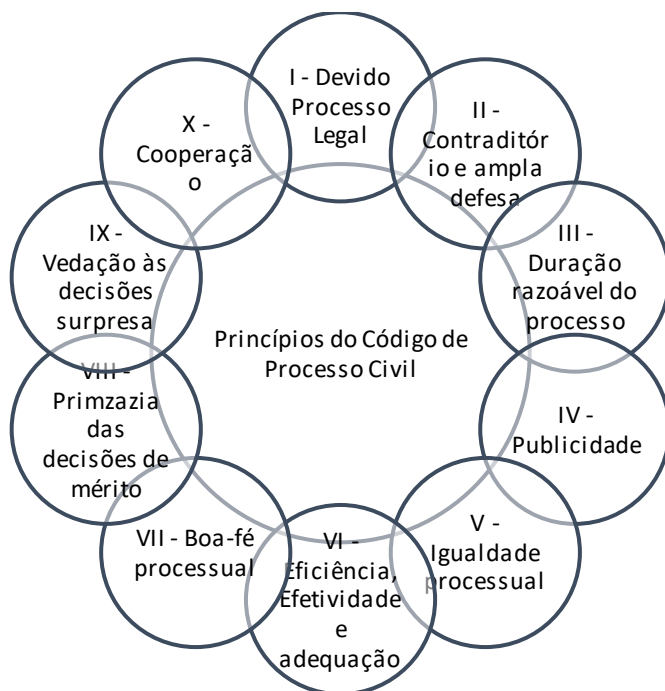 I - Devido
Processo
Legal
II -
Contraditór
io e ampla
defesa
III -
Duração
razoável do
processo
IV -
Publicidade
V -
Igualdade
processual
VI -
Eficiência,
Efetividade
e
adequação
VII - Boa-fé
processual
VIII -
Primzazia
das
decisões de
mérito
IX -
Vedação às
decisões
surpresa
X -
Cooperaçã
o
Princípios do Código de
Processo Civil